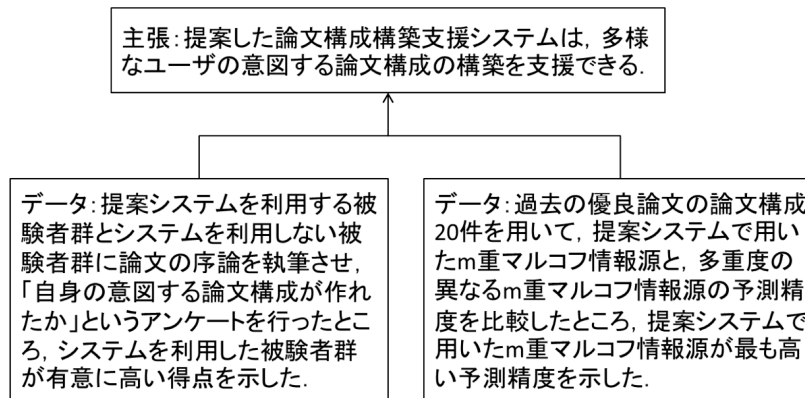 主張：提案した論文構成構築支援システムは，多様
なユーザの意図する論文構成の構築を支援できる．
データ：提案システムを利用する被
験者群とシステムを利用しない被
験者群に論文の序論を執筆させ，
「自身の意図する論文構成が作れ
たか」というアンケートを行ったとこ
ろ，システムを利用した被験者群
が有意に高い得点を示した．
データ：過去の優良論文の論文構成
20件を用いて，提案システムで用い
たm重マルコフ情報源と，多重度の
異なるm重マルコフ情報源の予測精
度を比較したところ，提案システムで
用いたm重マルコフ情報源が最も高
い予測精度を示した．